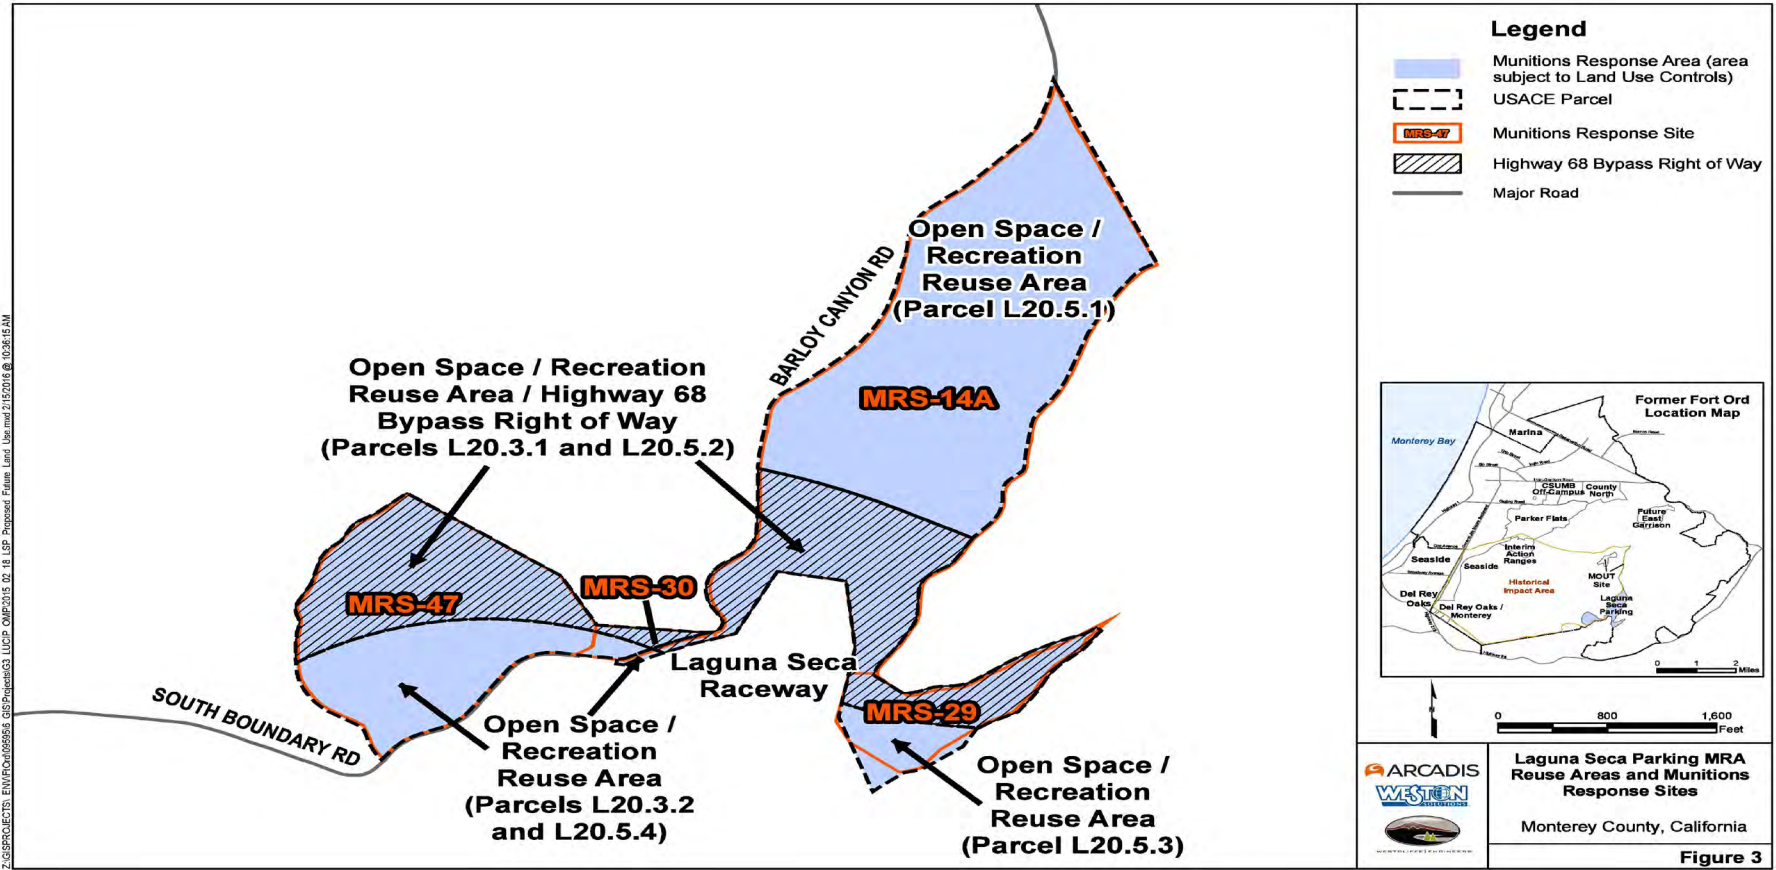 Legend
Munitions Response Area (area
subject to Land Use Controls)
USACE Parcel
MRS-47
Munitions Response Site
Highway 68 Bypass Right of Way
Major Road
Open Space /
Recreation
Reuse Area
(Parcel L20.5.1)
BARLOY CANYON RD
MRS-14A
Open Space / Recreation
Reuse Area / Highway 68
Bypass Right of Way
(Parcels L20.3.1 and L20.5.2)
MRS-47
MRS-30
Laguna Seca
Raceway
MRS-29
SOUTH BOUNDARY RD
Open Space /
Recreation
Reuse Area
(Parcels L20.3.2
and L20.5.4)
Open Space /
Recreation
Reuse Area
(Parcel L20.5.3)
Former Fort Ord
Location Map
Monterey Bay
Marina
CSUMB
Off-Campus
County
North
Parker Flats
Future
East
Garrison
Seaside
Seaside
Interim
Action
Ranges
Historical
Impact Area
MOUT
Site
Laguna
Seca
Parking
Del Rey
Oaks
Del Rey Oaks /
Monterey
0 1 2
Miles
N
0 800 1,600
Feet
ARCADIS
WESTON
SOLUTIONS
WESTCLIFFE ENGINEERS
Laguna Seca Parking MRA
Reuse Areas and Munitions
Response Sites
Monterey County, California
Figure 3